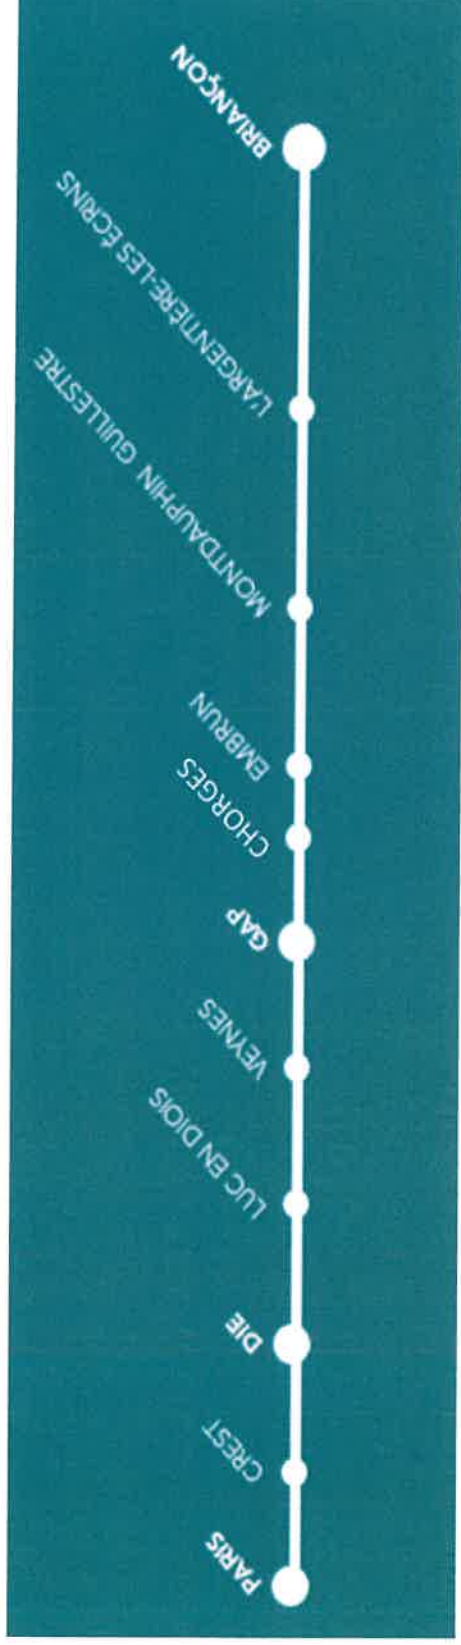 PARIS
CREST
DIE
LUC EN DIOIS
VEYNES
GAP
CHORGES
EMBRUN
MONTDAUPHIN GUILLESTRE
L'ARGENTIÈRE-LES ÉCRINS
BRIANÇON